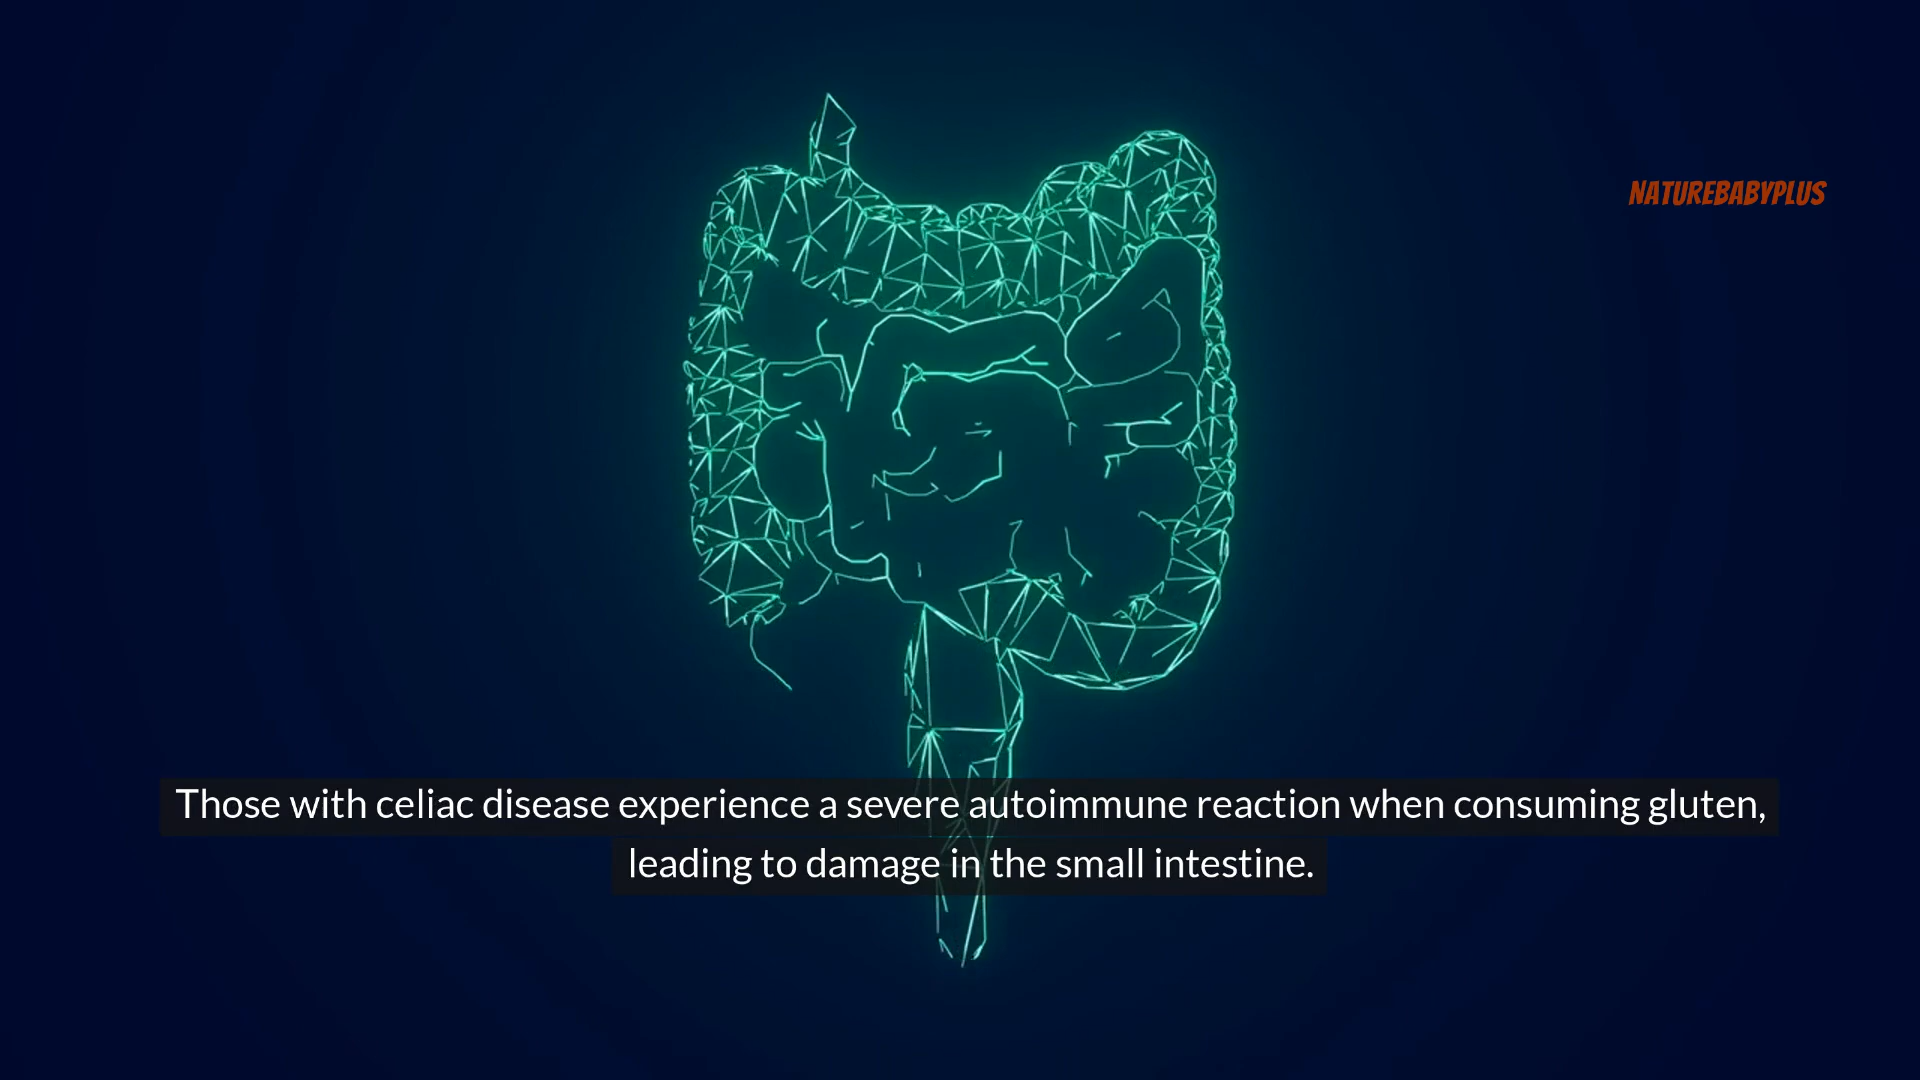 NATUREBABYPLUS
Those with celiac disease experience a severe autoimmune reaction when consuming gluten,
leading to damage in the small intestine.